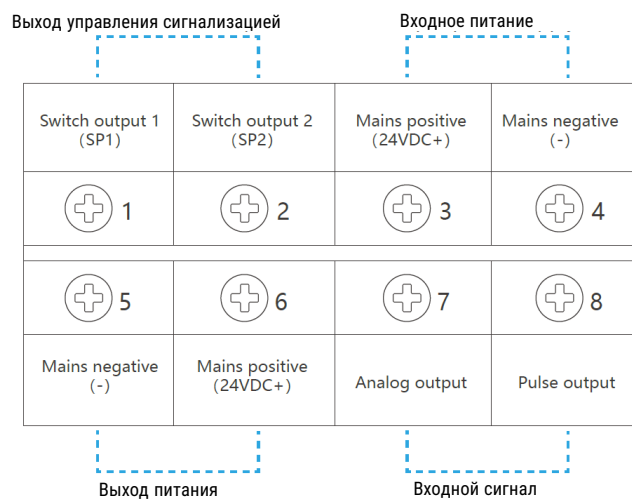 Выход управления сигнализацией
Входное питание
Switch output 1
(SP1)
Switch output 2
(SP2)
Mains positive
(24VDC+)
Mains negative
(-)
1
2
3
4
5
6
7
8
Mains negative
(-)
Mains positive
(24VDC+)
Analog output
Pulse output
Выход питания
Входной сигнал